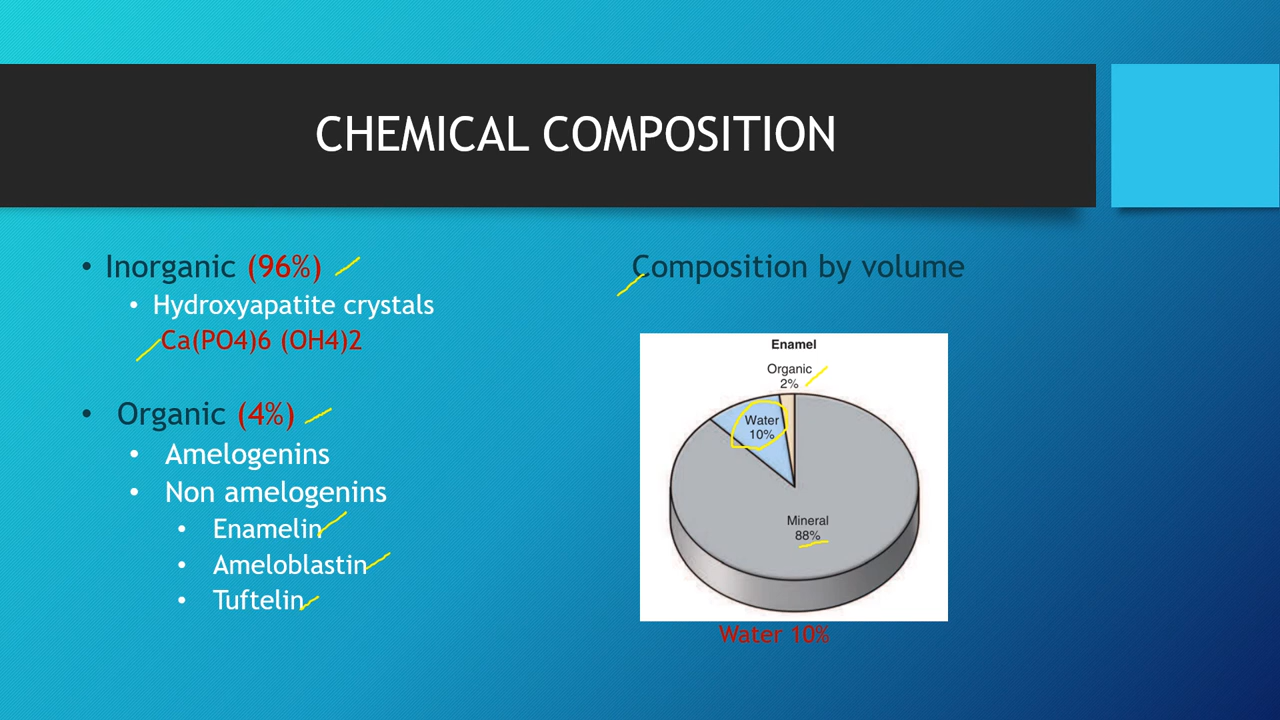 CHEMICAL COMPOSITION
• Inorganic (96%)
• Hydroxyapatite crystals
Ca(PO4)6 (OH4)2
• Organic (4%)
• Amelogenins
• Non amelogenins
• Enamelin
• Ameloblastin
• Tuftelin
Composition by volume
Enamel
Organic
2%
Water
10%
Mineral
88%
Water 10%